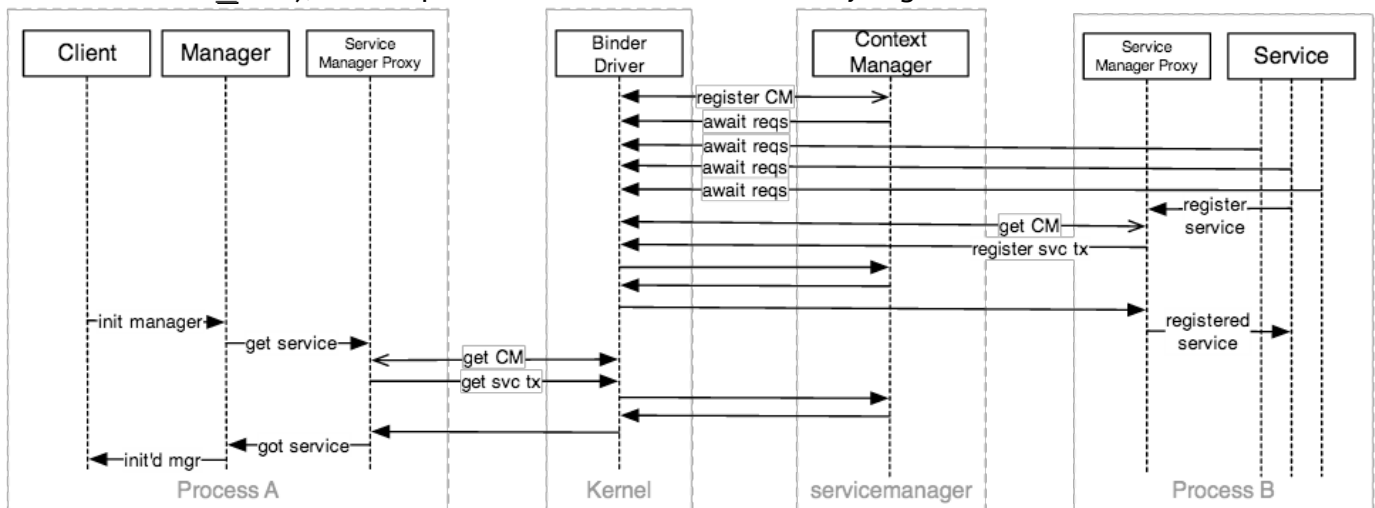 Client
Manager
Service
Manager Proxy
Binder
Driver
Context
Manager
Service
Manager Proxy
Service
register CM
await reqs
await reqs
await reqs
await reqs
register
service
get CM
register svc tx
init manager
registered
service
get service
get CM
get svc tx
got service
init'd mgr
Process A
Kernel
servicemanager
Process B